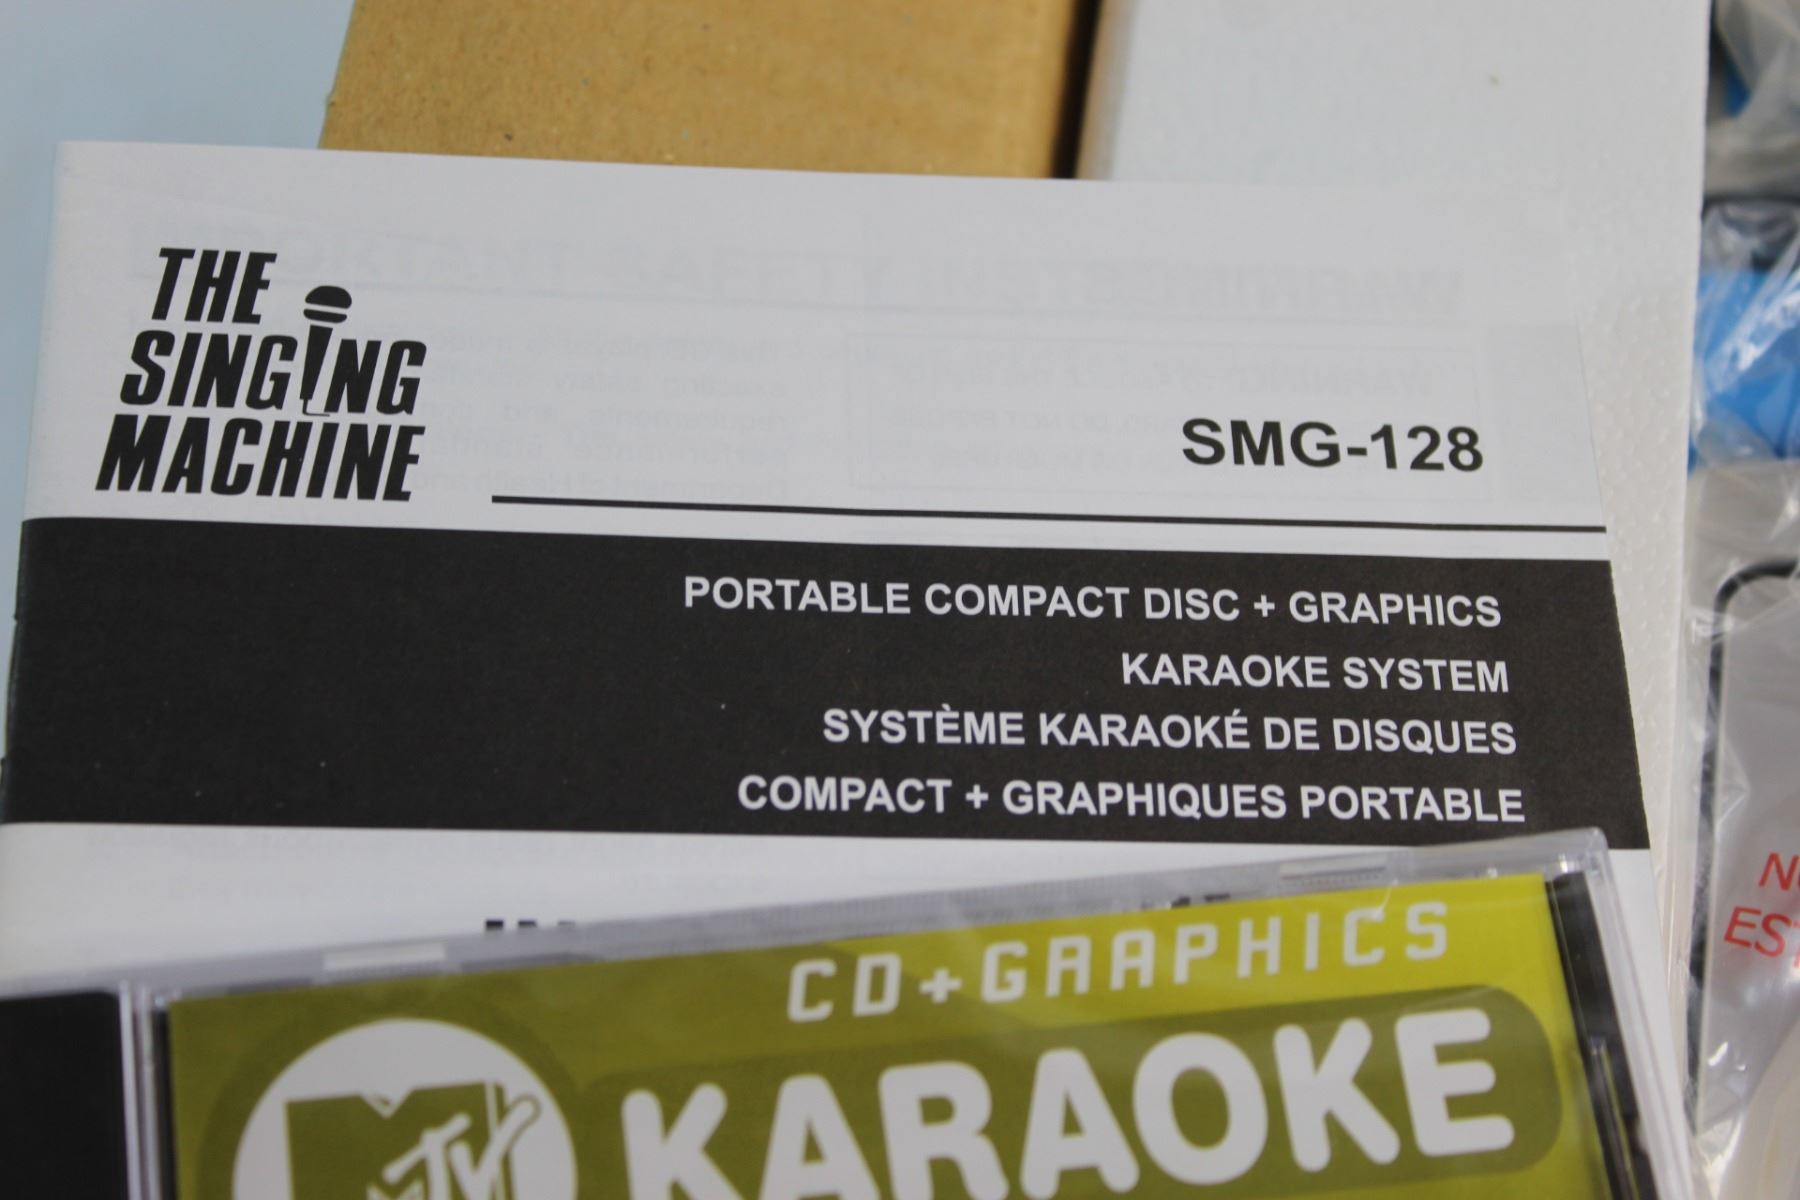 THE
SINGING
MACHINE
SMG-128
PORTABLE COMPACT DISC + GRAPHICS
KARAOKE SYSTEM
SYSTÈME KARAOKÉ DE DISQUES
COMPACT + GRAPHIQUES PORTABLE
CD+GRAPHICS
MTV
KARAOKE